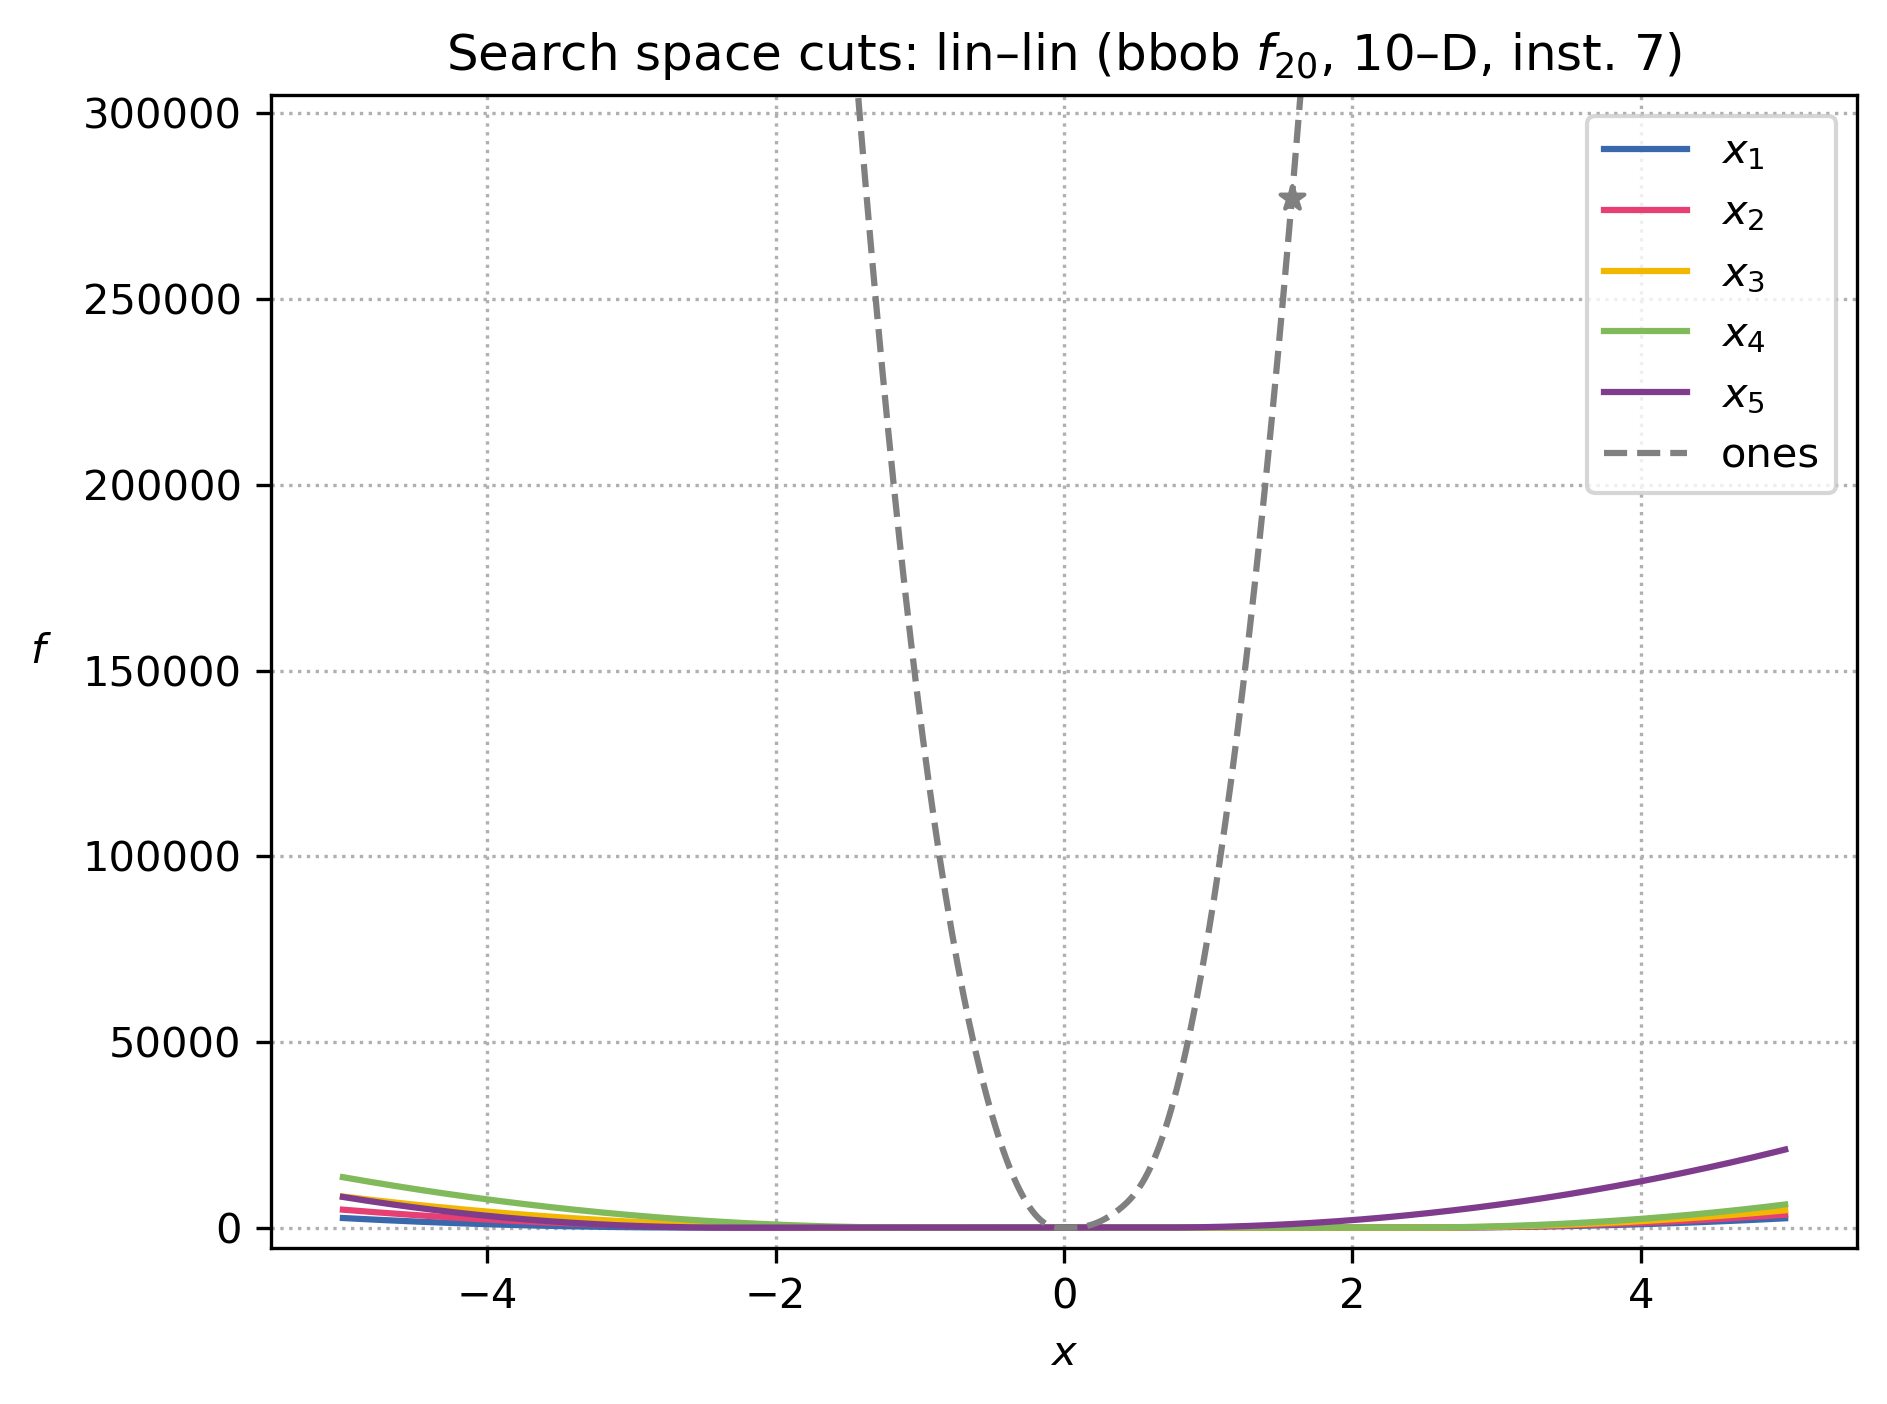 Search space cuts: lin–lin (bbob f₂₀, 10–D, inst. 7)
300000
250000
200000
150000
100000
50000
0
f
−4
−2
0
2
4
x
x₁
x₂
x₃
x₄
x₅
ones